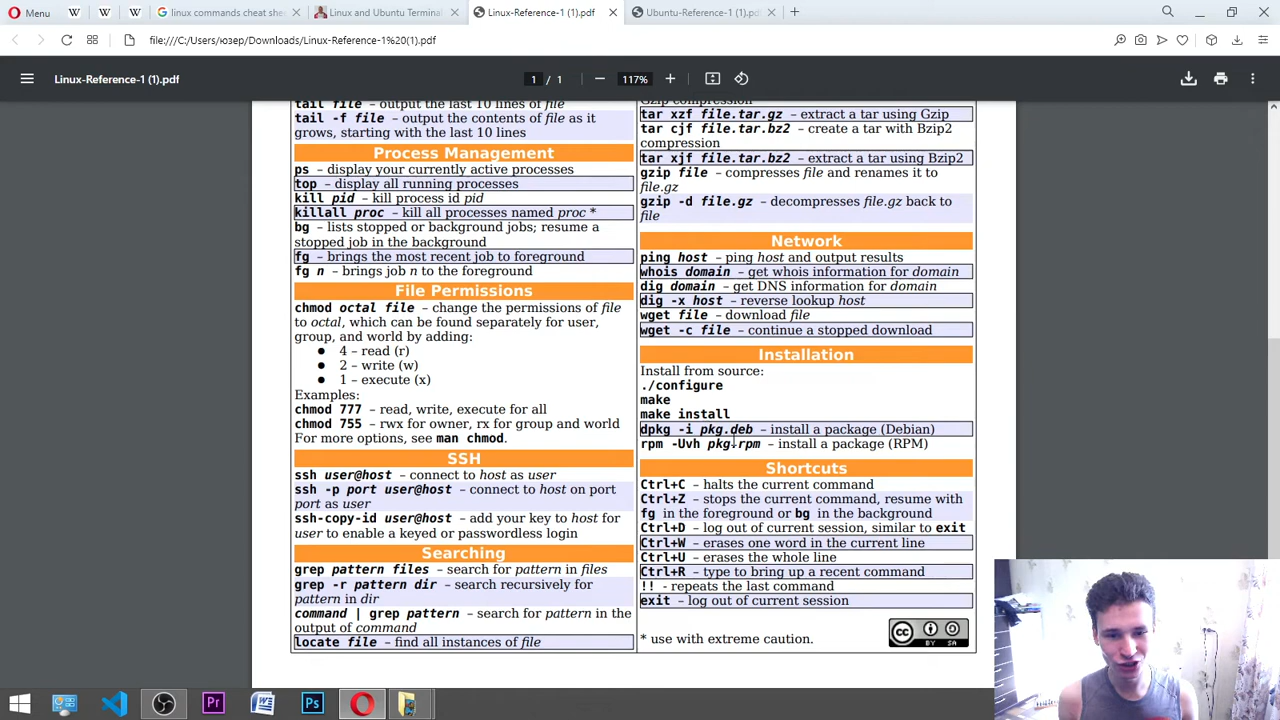 Menu
linux commands cheat she
Linux and Ubuntu Terminal
Linux-Reference-1 (1).pdf
Ubuntu-Reference-1 (1).pdf
file:///C:/Users/юзер/Downloads/Linux-Reference-1%20(1).pdf
Linux-Reference-1 (1).pdf
1 / 1
117%
tail file – output the last 10 lines of file
tail -f file – output the contents of file as it
grows, starting with the last 10 lines
Process Management
ps – display your currently active processes
top – display all running processes
kill pid – kill process id pid
killall proc – kill all processes named proc *
bg – lists stopped or background jobs; resume a
stopped job in the background
fg – brings the most recent job to foreground
fg n – brings job n to the foreground
File Permissions
chmod octal file – change the permissions of file
to octal, which can be found separately for user,
group, and world by adding:
● 4 – read (r)
● 2 – write (w)
● 1 – execute (x)
Examples:
chmod 777 – read, write, execute for all
chmod 755 – rwx for owner, rx for group and world
For more options, see man chmod.
SSH
ssh user@host – connect to host as user
ssh -p port user@host – connect to host on port
port as user
ssh-copy-id user@host – add your key to host for
user to enable a keyed or passwordless login
Searching
grep pattern files – search for pattern in files
grep -r pattern dir – search recursively for
pattern in dir
command | grep pattern – search for pattern in the
output of command
locate file – find all instances of file
Gzip compression
tar xzf file.tar.gz – extract a tar using Gzip
tar cjf file.tar.bz2 – create a tar with Bzip2
compression
tar xjf file.tar.bz2 – extract a tar using Bzip2
gzip file – compresses file and renames it to
file.gz
gzip -d file.gz – decompresses file.gz back to
file
Network
ping host – ping host and output results
whois domain – get whois information for domain
dig domain – get DNS information for domain
dig -x host – reverse lookup host
wget file – download file
wget -c file – continue a stopped download
Installation
Install from source:
./configure
make
make install
dpkg -i pkg.deb – install a package (Debian)
rpm -Uvh pkg.rpm – install a package (RPM)
Shortcuts
Ctrl+C – halts the current command
Ctrl+Z – stops the current command, resume with
fg in the foreground or bg in the background
Ctrl+D – log out of current session, similar to exit
Ctrl+W – erases one word in the current line
Ctrl+U – erases the whole line
Ctrl+R – type to bring up a recent command
!! - repeats the last command
exit – log out of current session
* use with extreme caution.
cc
BY SA
Pr
Ps